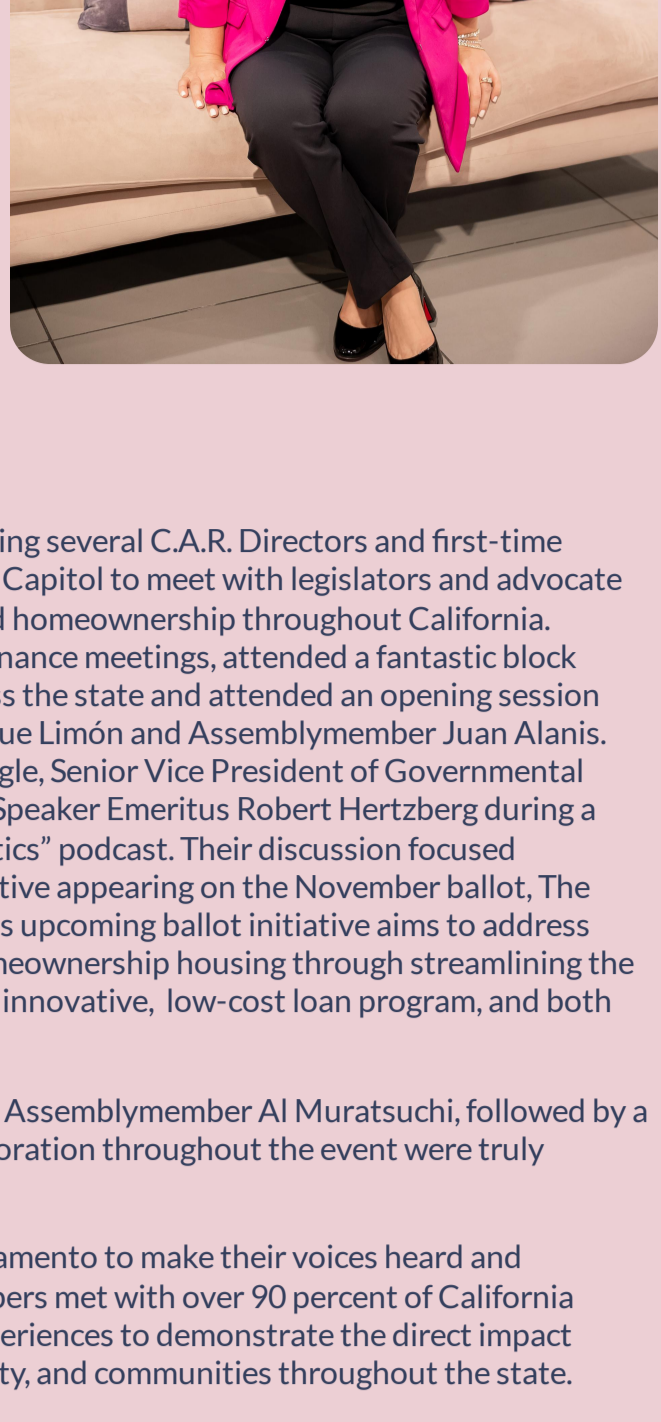 ing several C.A.R. Directors and first-time
Capitol to meet with legislators and advocate
d homeownership throughout California.
nance meetings, attended a fantastic block
ss the state and attended an opening session
ue Limón and Assemblymember Juan Alanis.
gle, Senior Vice President of Governmental
Speaker Emeritus Robert Hertzberg during a
tics” podcast. Their discussion focused
tive appearing on the November ballot, The
s upcoming ballot initiative aims to address
neownership housing through streamlining the
innovative,  low-cost loan program, and both
Assemblymember Al Muratsuchi, followed by a
oration throughout the event were truly
amento to make their voices heard and
bers met with over 90 percent of California
periences to demonstrate the direct impact
ty, and communities throughout the state.